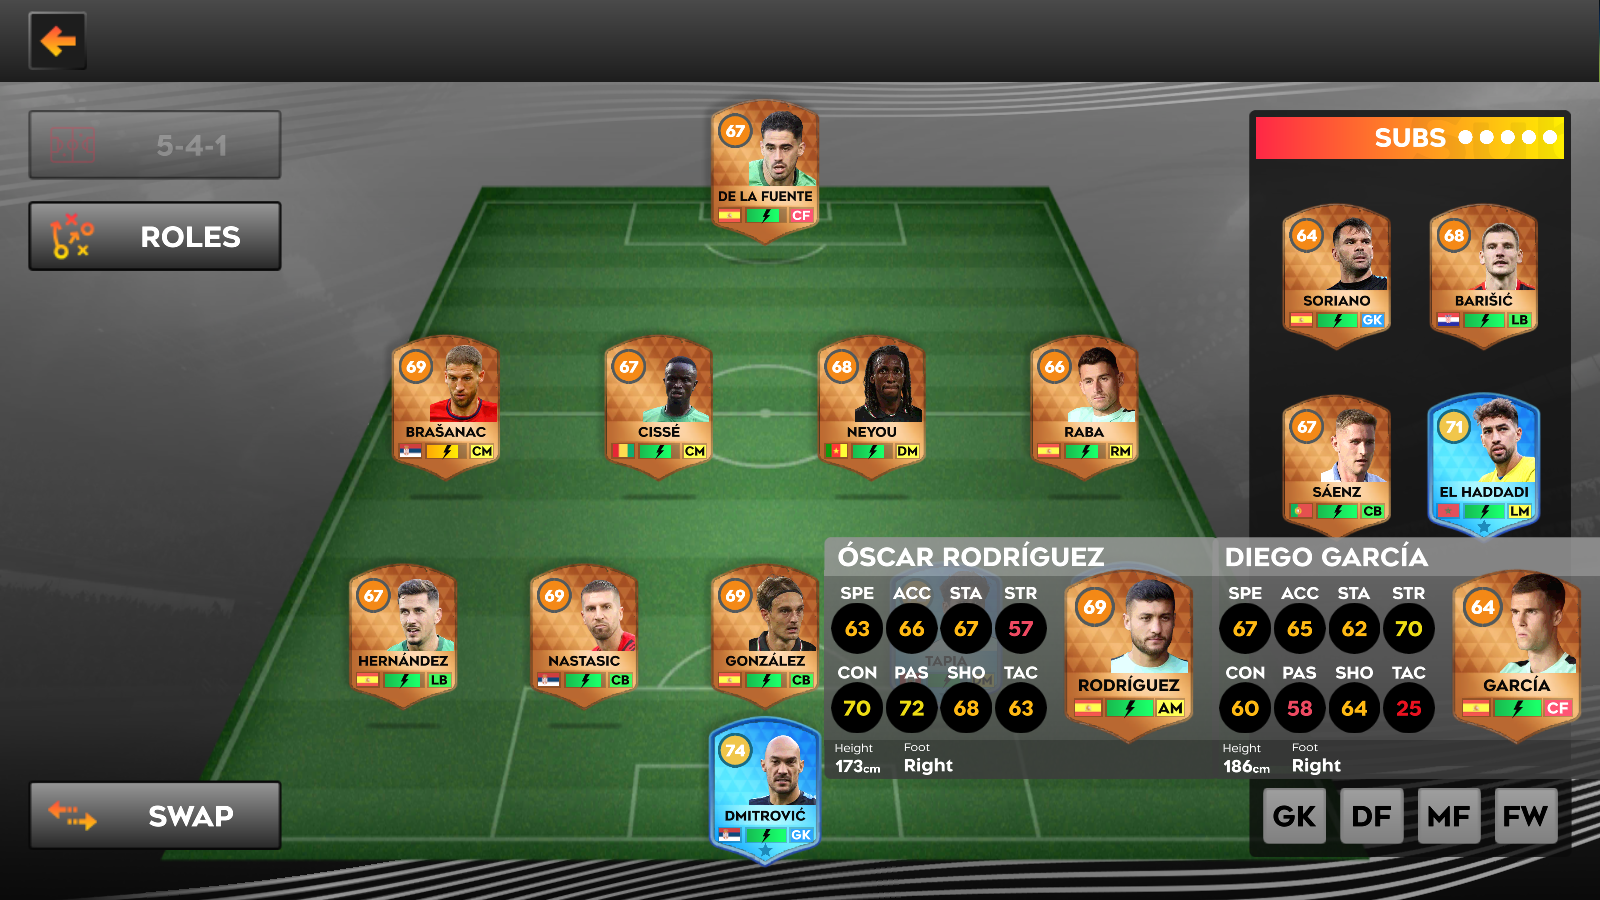 5-4-1
ROLES
SWAP
67
DE LA FUENTE
CF
69
BRAŠANAC
CM
67
CISSÉ
CM
68
NEYOU
DM
66
RABA
RM
67
HERNÁNDEZ
LB
69
NASTASIC
CB
69
GONZÁLEZ
CB
TAPIA
74
DMITROVIĆ
GK
SUBS
64
SORIANO
GK
68
BARIŠIĆ
LB
67
SÁENZ
CB
71
EL HADDADI
LM
ÓSCAR RODRÍGUEZ
SPE ACC STA STR
63 66 67 57
CON PAS SHO TAC
70 72 68 63
Height Foot
173cm Right
69
RODRÍGUEZ
AM
DIEGO GARCÍA
SPE ACC STA STR
67 65 62 70
CON PAS SHO TAC
60 58 64 25
Height Foot
186cm Right
64
GARCÍA
CF
GK DF MF FW